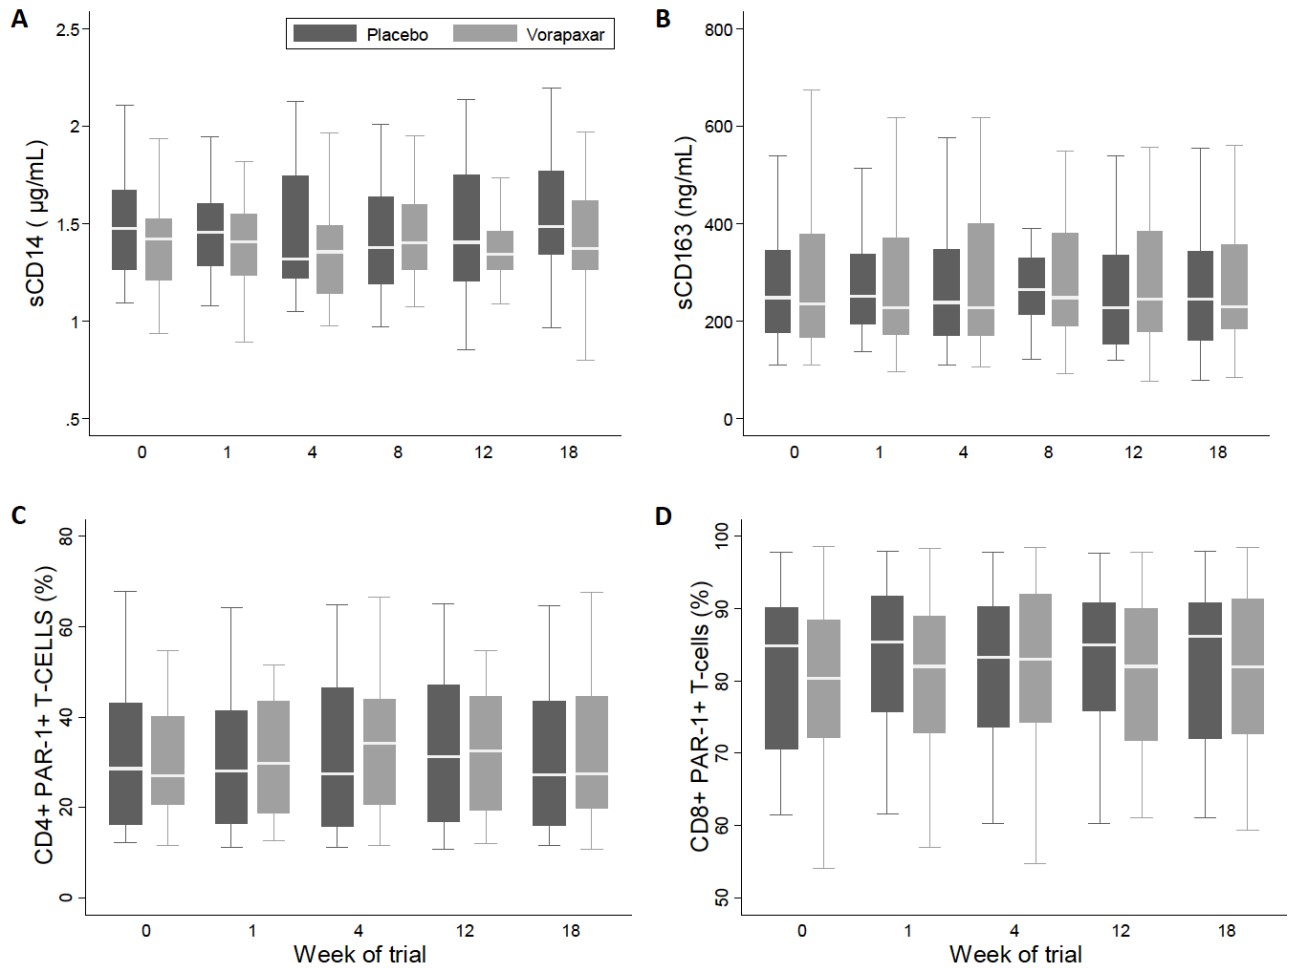 A
Placebo
Vorapaxar
sCD14 ( µg/mL)
2.5
2
1.5
1
.5
0 1 4 8 12 18
B
sCD163 (ng/mL)
800
600
400
200
0
0 1 4 8 12 18
C
CD4+ PAR-1+ T-CELLS (%)
80
60
40
20
0
0 1 4 12 18
Week of trial
D
CD8+ PAR-1+ T-cells (%)
100
90
80
70
60
50
0 1 4 12 18
Week of trial